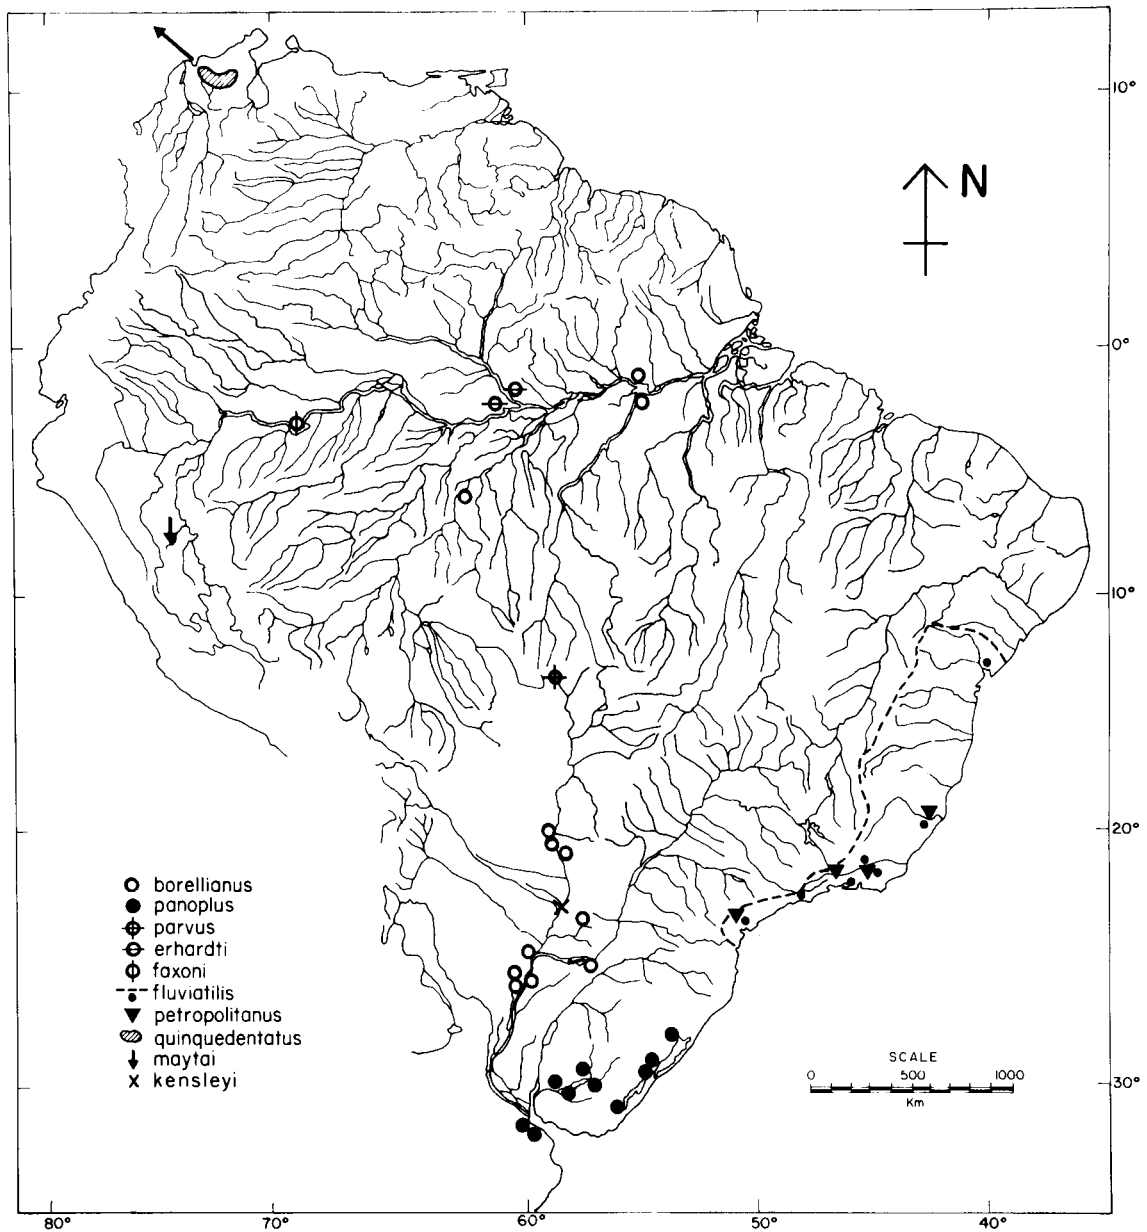 N
10°
0°
10°
20°
30°
borellianus
panoplus
parvus
erhardti
faxoni
fluviatilis
petropolitanus
quinquedentatus
maytai
kensleyi
SCALE
0 500 1000
Km
80° 70° 60° 50° 40°